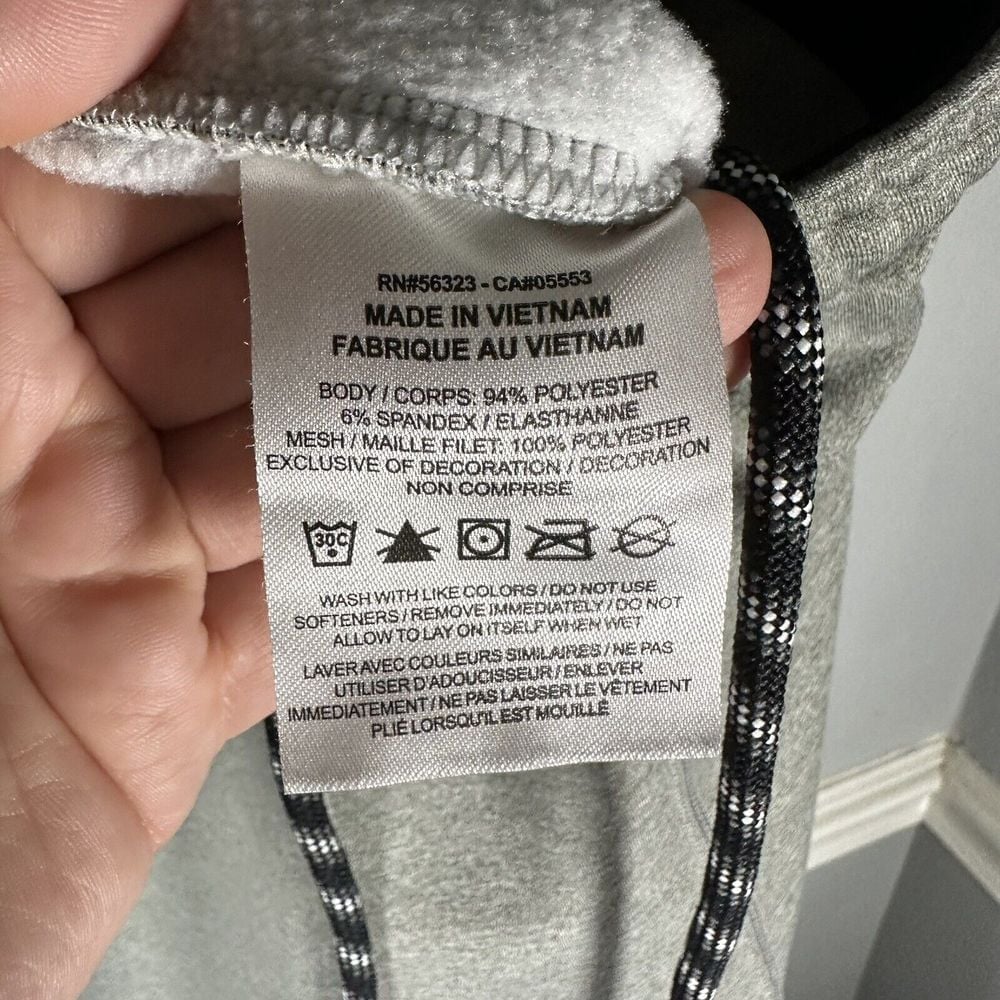 RN#56323 - CA#05553
MADE IN VIETNAM
FABRIQUE AU VIETNAM
BODY / CORPS: 94% POLYESTER
6% SPANDEX / ELASTHANNE
MESH / MAILLE FILET: 100% POLYESTER
EXCLUSIVE OF DECORATION / DECORATION
NON COMPRISE
30C
WASH WITH LIKE COLORS / DO NOT USE
SOFTENERS / REMOVE IMMEDIATELY / DO NOT
ALLOW TO LAY ON ITSELF WHEN WET
LAVER AVEC COULEURS SIMILAIRES / NE PAS
UTILISER D'ADOUCISSEUR / ENLEVER
IMMEDIATEMENT / NE PAS LAISSER LE VÊTEMENT
PLIÉ LORSQU'IL EST MOUILLÉ